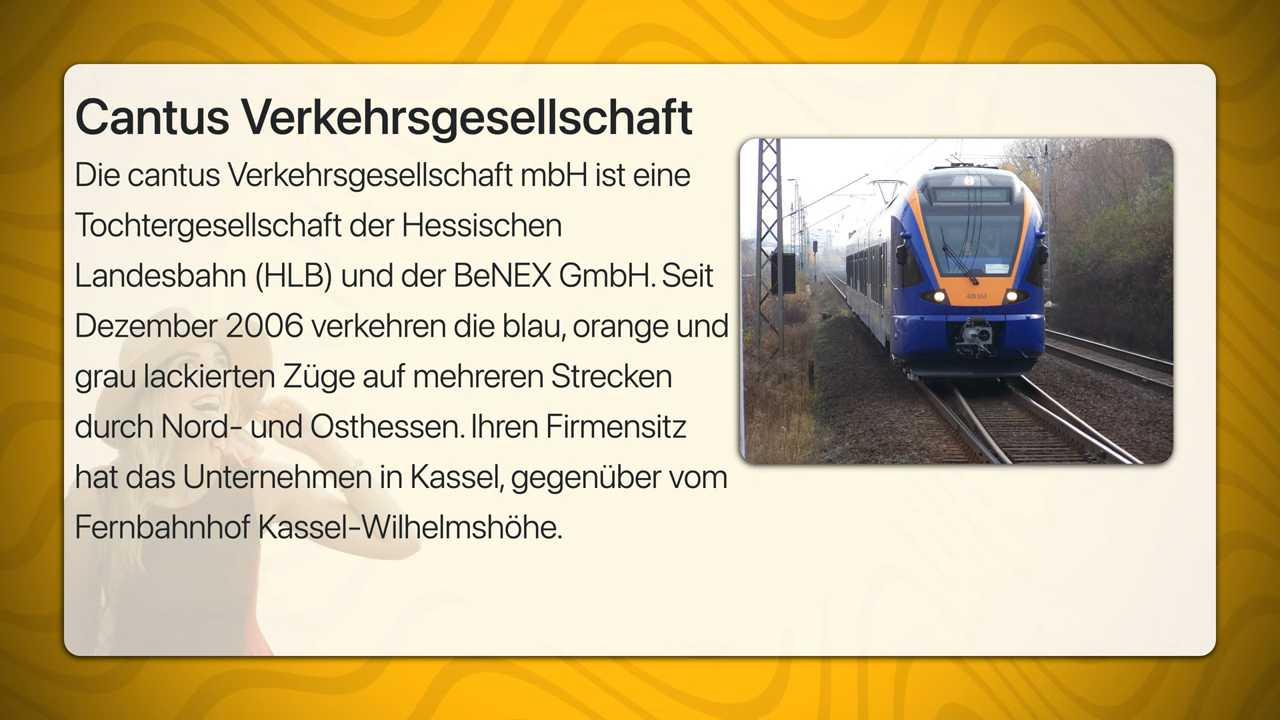 Cantus Verkehrsgesellschaft
Die cantus Verkehrsgesellschaft mbH ist eine
Tochtergesellschaft der Hessischen
Landesbahn (HLB) und der BeNEX GmbH. Seit
Dezember 2006 verkehren die blau, orange und
grau lackierten Züge auf mehreren Strecken
durch Nord- und Osthessen. Ihren Firmensitz
hat das Unternehmen in Kassel, gegenüber vom
Fernbahnhof Kassel-Wilhelmshöhe.